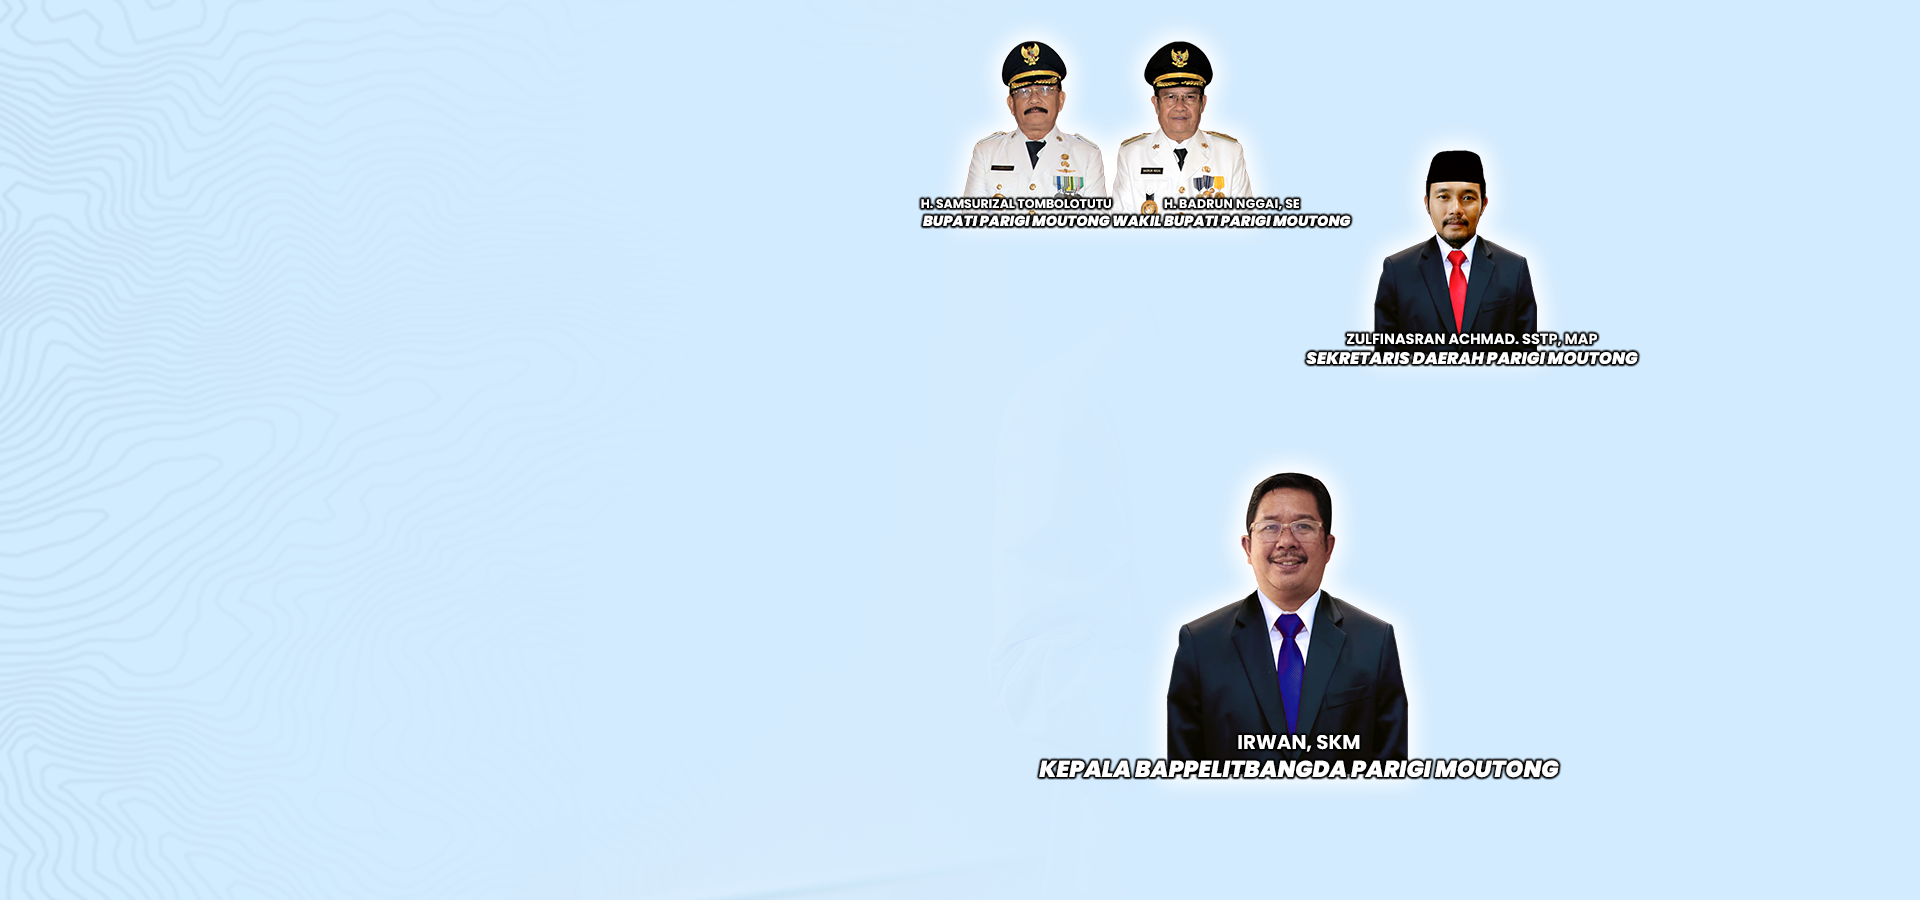 H. SAMSURIZAL TOMBOLOTUTU
BUPATI PARIGI MOUTONG
H. BADRUN NGGAI, SE
WAKIL BUPATI PARIGI MOUTONG
ZULFINASRAN ACHMAD. SSTP, MAP
SEKRETARIS DAERAH PARIGI MOUTONG
IRWAN, SKM
KEPALA BAPPELITBANGDA PARIGI MOUTONG